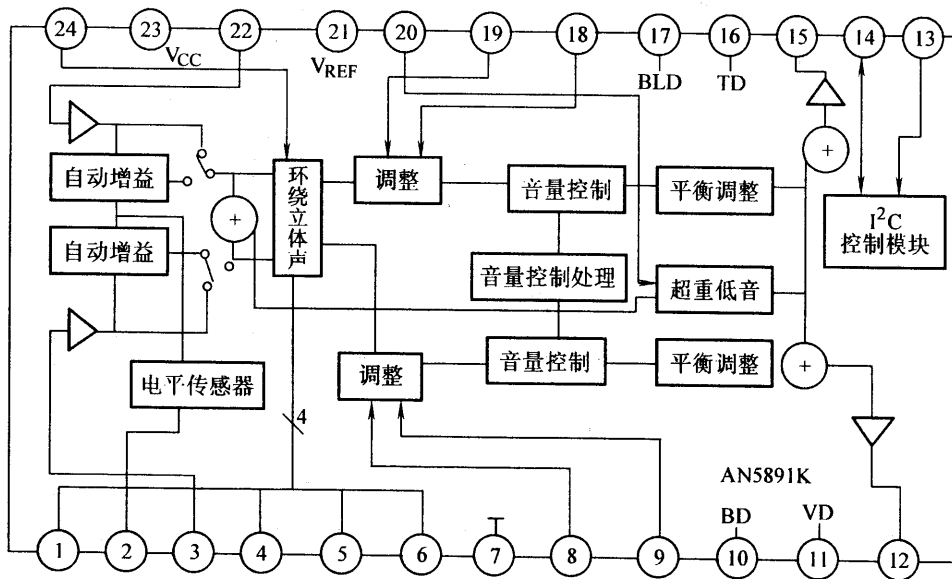 24 23 22 21 20 19 18 17 16 15 14 13
VCC VREF BLD TD
自动增益
自动增益
环绕立体声
调整
音量控制
平衡调整
+
I²C
控制模块
+
音量控制处理
超重低音
音量控制
平衡调整
+
调整
电平传感器
4
AN5891K
BD VD
1 2 3 4 5 6 7 8 9 10 11 12